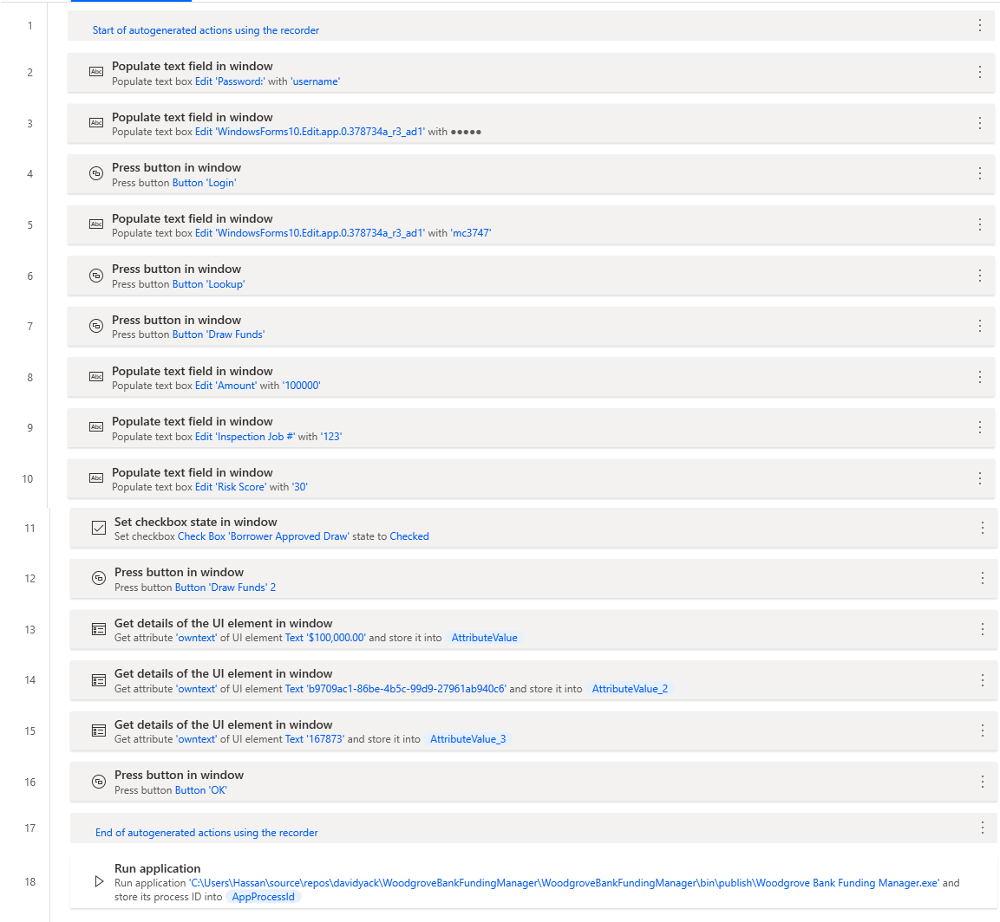 1
Start of autogenerated actions using the recorder
2
Populate text field in window
Populate text box Edit 'Password:' with 'username'
3
Populate text field in window
Populate text box Edit 'WindowsForms10.Edit.app.0.378734a_r3_ad1' with ●●●●●
4
Press button in window
Press button Button 'Login'
5
Populate text field in window
Populate text box Edit 'WindowsForms10.Edit.app.0.378734a_r3_ad1' with 'mc3747'
6
Press button in window
Press button Button 'Lookup'
7
Press button in window
Press button Button 'Draw Funds'
8
Populate text field in window
Populate text box Edit 'Amount' with '100000'
9
Populate text field in window
Populate text box Edit 'Inspection Job #' with '123'
10
Populate text field in window
Populate text box Edit 'Risk Score' with '30'
11
Set checkbox state in window
Set checkbox Check Box 'Borrower Approved Draw' state to Checked
12
Press button in window
Press button Button 'Draw Funds' 2
13
Get details of the UI element in window
Get attribute 'owntext' of UI element Text '$100,000.00' and store it into AttributeValue
14
Get details of the UI element in window
Get attribute 'owntext' of UI element Text 'b9709ac1-86be-4b5c-99d9-27961ab940c6' and store it into AttributeValue_2
15
Get details of the UI element in window
Get attribute 'owntext' of UI element Text '167873' and store it into AttributeValue_3
16
Press button in window
Press button Button 'OK'
17
End of autogenerated actions using the recorder
18
Run application
Run application 'C:\Users\Hassan\source\repos\davidyack\WoodgroveBankFundingManager\WoodgroveBankFundingManager\bin\publish\Woodgrove Bank Funding Manager.exe' and
store its process ID into AppProcessId